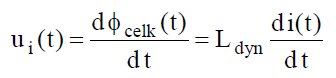 u_i(t) = dϕ_celk(t)/dt = L_dyn di(t)/dt